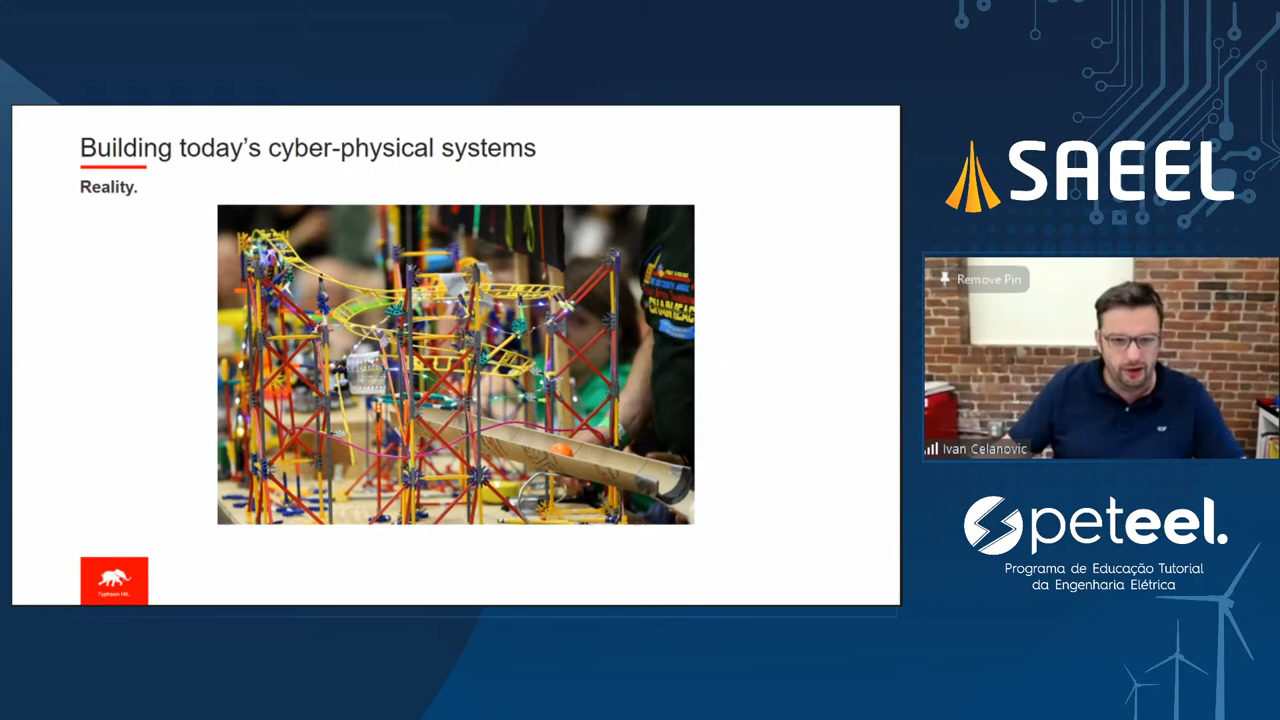 Building today's cyber-physical systems
Reality.
Typhoon HIL
SAEEL
Remove Pin
Ivan Celanovic
peteel.
Programa de Educação Tutorial
da Engenharia Elétrica